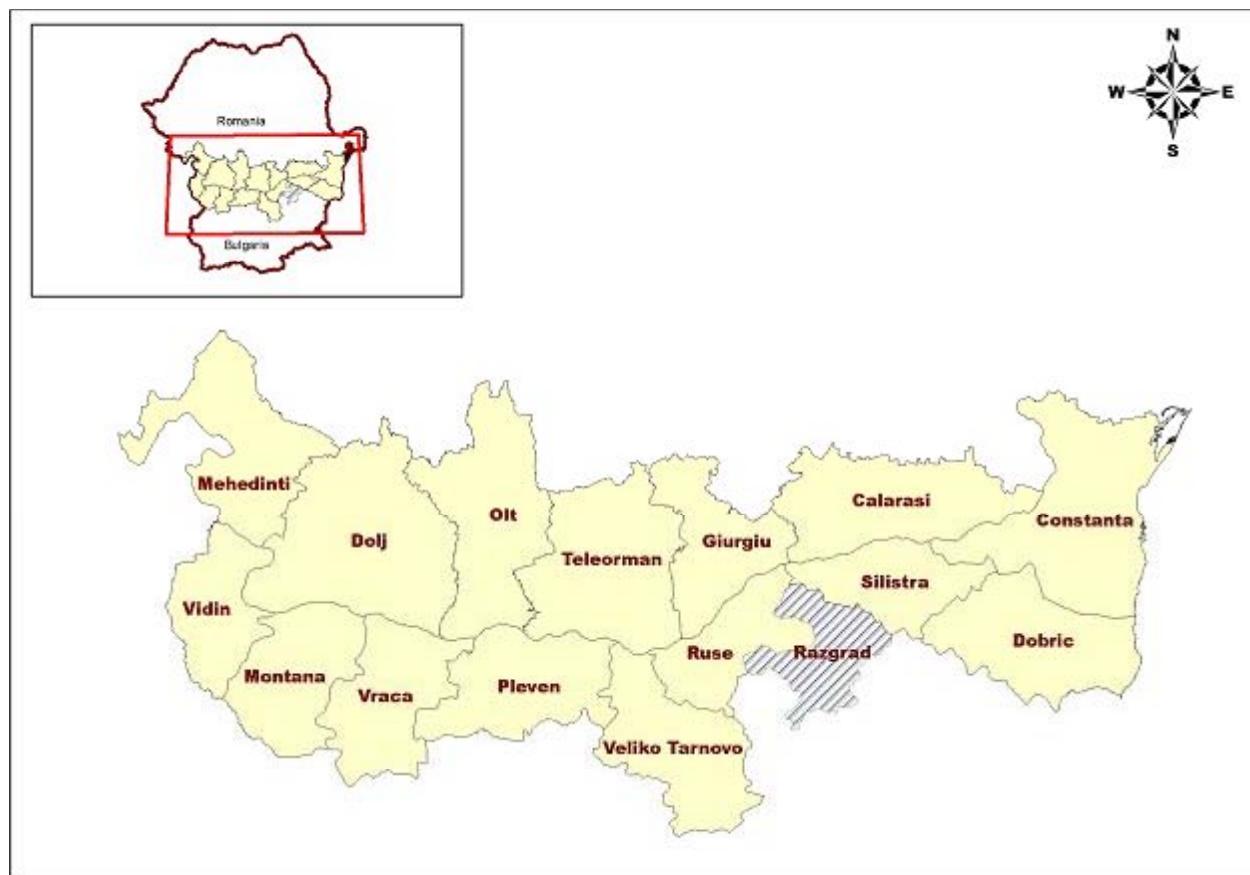 N
W E
S
Romania
Bulgaria
Mehedinti
Dolj
Olt
Teleorman
Giurgiu
Calarasi
Constanta
Silistra
Vidin
Dobric
Ruse
Razgrad
Montana
Vraca
Pleven
Veliko Tarnovo